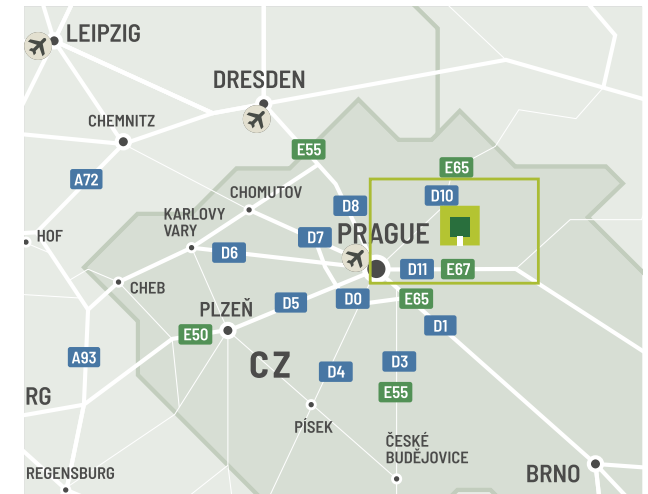 LEIPZIG
DRESDEN
CHEMNITZ
E55
E65
A72
CHOMUTOV
D10
D8
KARLOVY
VARY
PRAGUE
HOF
D7
D6
D11
E67
CHEB
D5
D0
E65
PLZEŇ
D1
E50
A93
CZ
D3
D4
E55
RG
PÍSEK
ČESKÉ
BUDĚJOVICE
REGENSBURG
BRNO